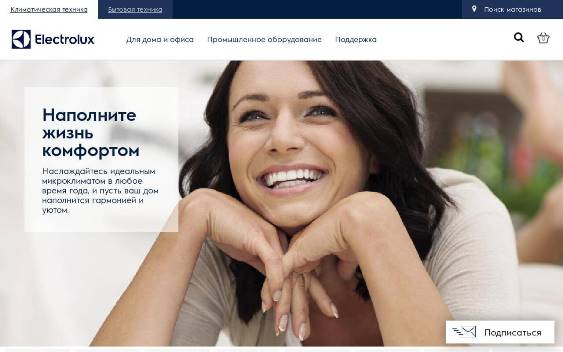 Климатическая техника
Бытовая техника
Поиск магазинов
Electrolux
Для дома и офиса
Промышленное оборудование
Поддержка
0
Наполните
жизнь
комфортом
Наслаждайтесь идеальным
микроклиматом в любое
время года, и пусть ваш дом
наполнится гармонией и
уютом.
Подписаться